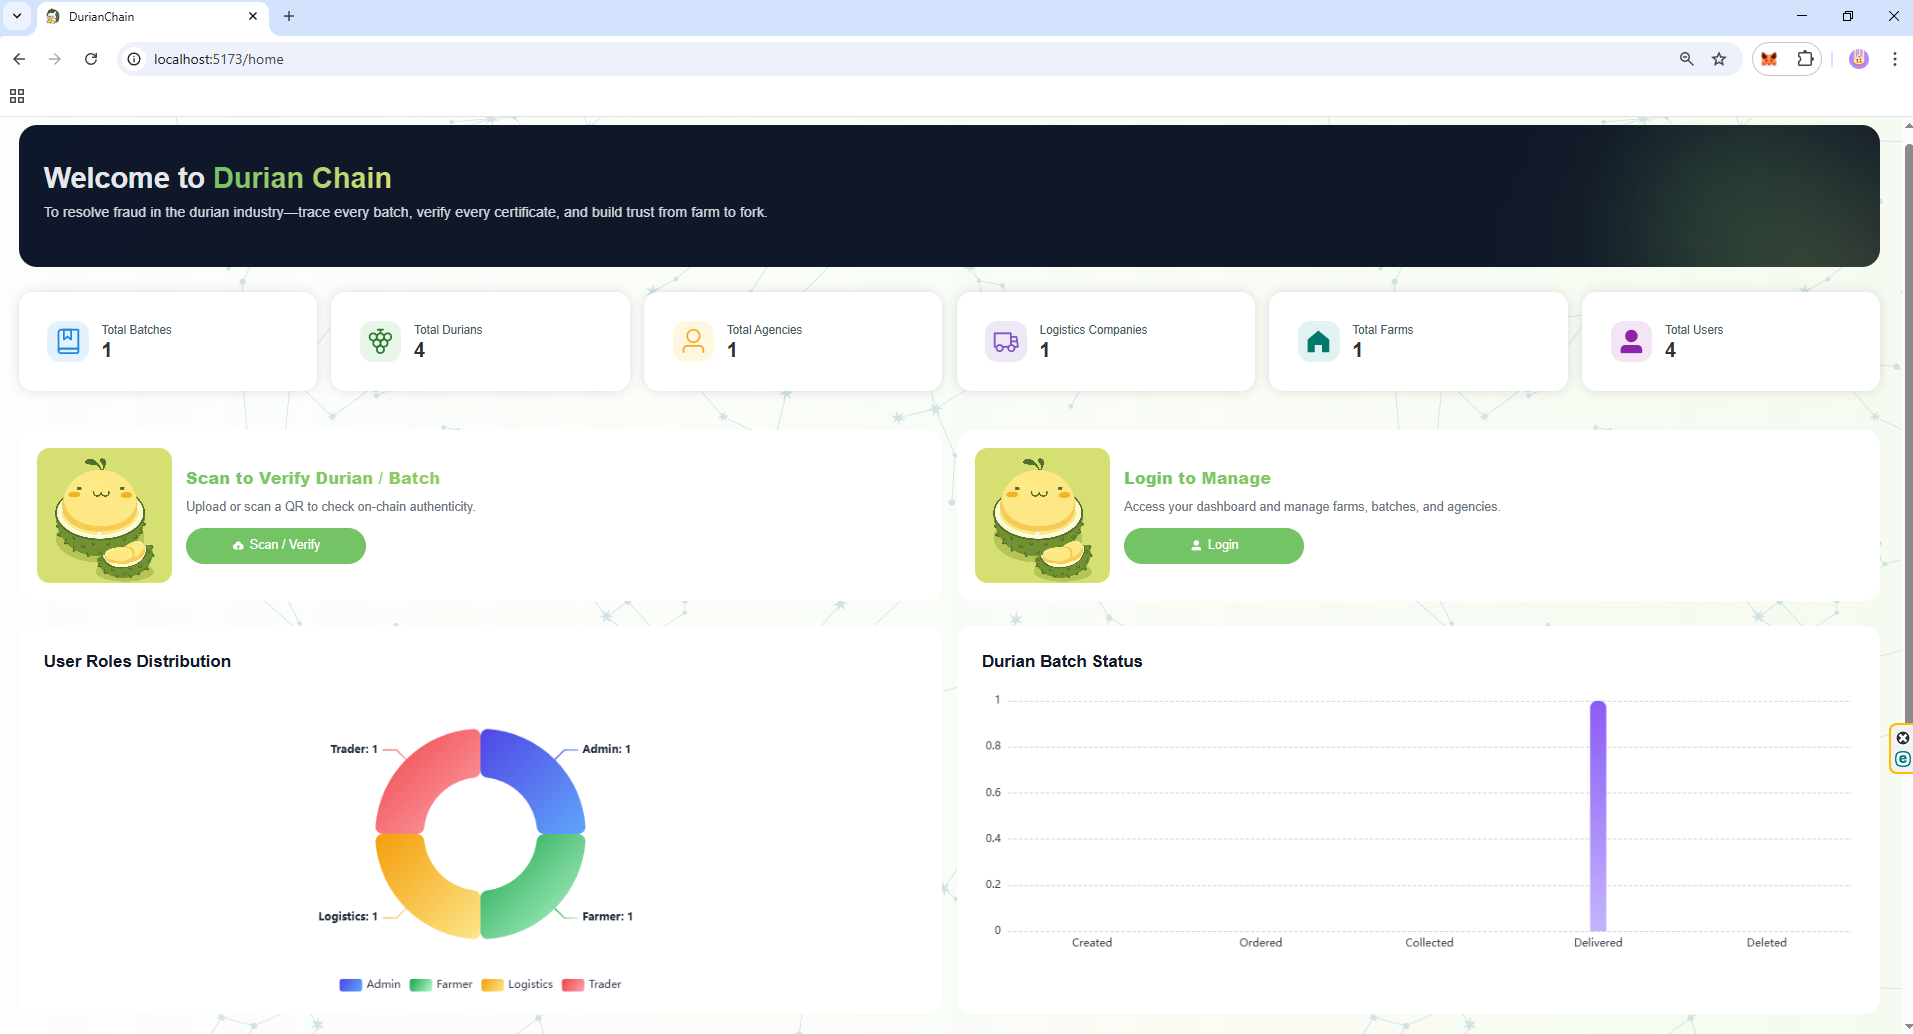 DurianChain
localhost:5173/home
Welcome to Durian Chain
To resolve fraud in the durian industry—trace every batch, verify every certificate, and build trust from farm to fork.
Total Batches
1
Total Durians
4
Total Agencies
1
Logistics Companies
1
Total Farms
1
Total Users
4
Scan to Verify Durian / Batch
Upload or scan a QR to check on-chain authenticity.
Scan / Verify
Login to Manage
Access your dashboard and manage farms, batches, and agencies.
Login
User Roles Distribution
Trader: 1
Admin: 1
Logistics: 1
Farmer: 1
Admin Farmer Logistics Trader
Durian Batch Status
1
0.8
0.6
0.4
0.2
0
Created Ordered Collected Delivered Deleted